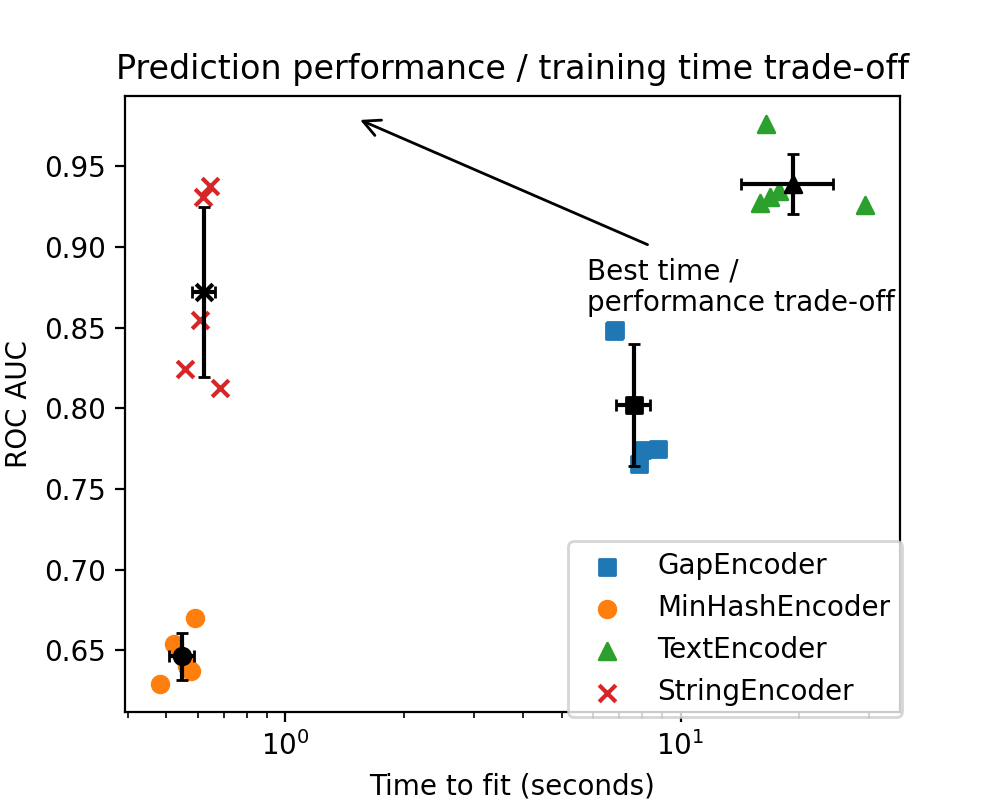 Prediction performance / training time trade-off
ROC AUC
0.95
0.90
0.85
0.80
0.75
0.70
0.65
Best time /
performance trade-off
GapEncoder
MinHashEncoder
TextEncoder
StringEncoder
10⁰
10¹
Time to fit (seconds)